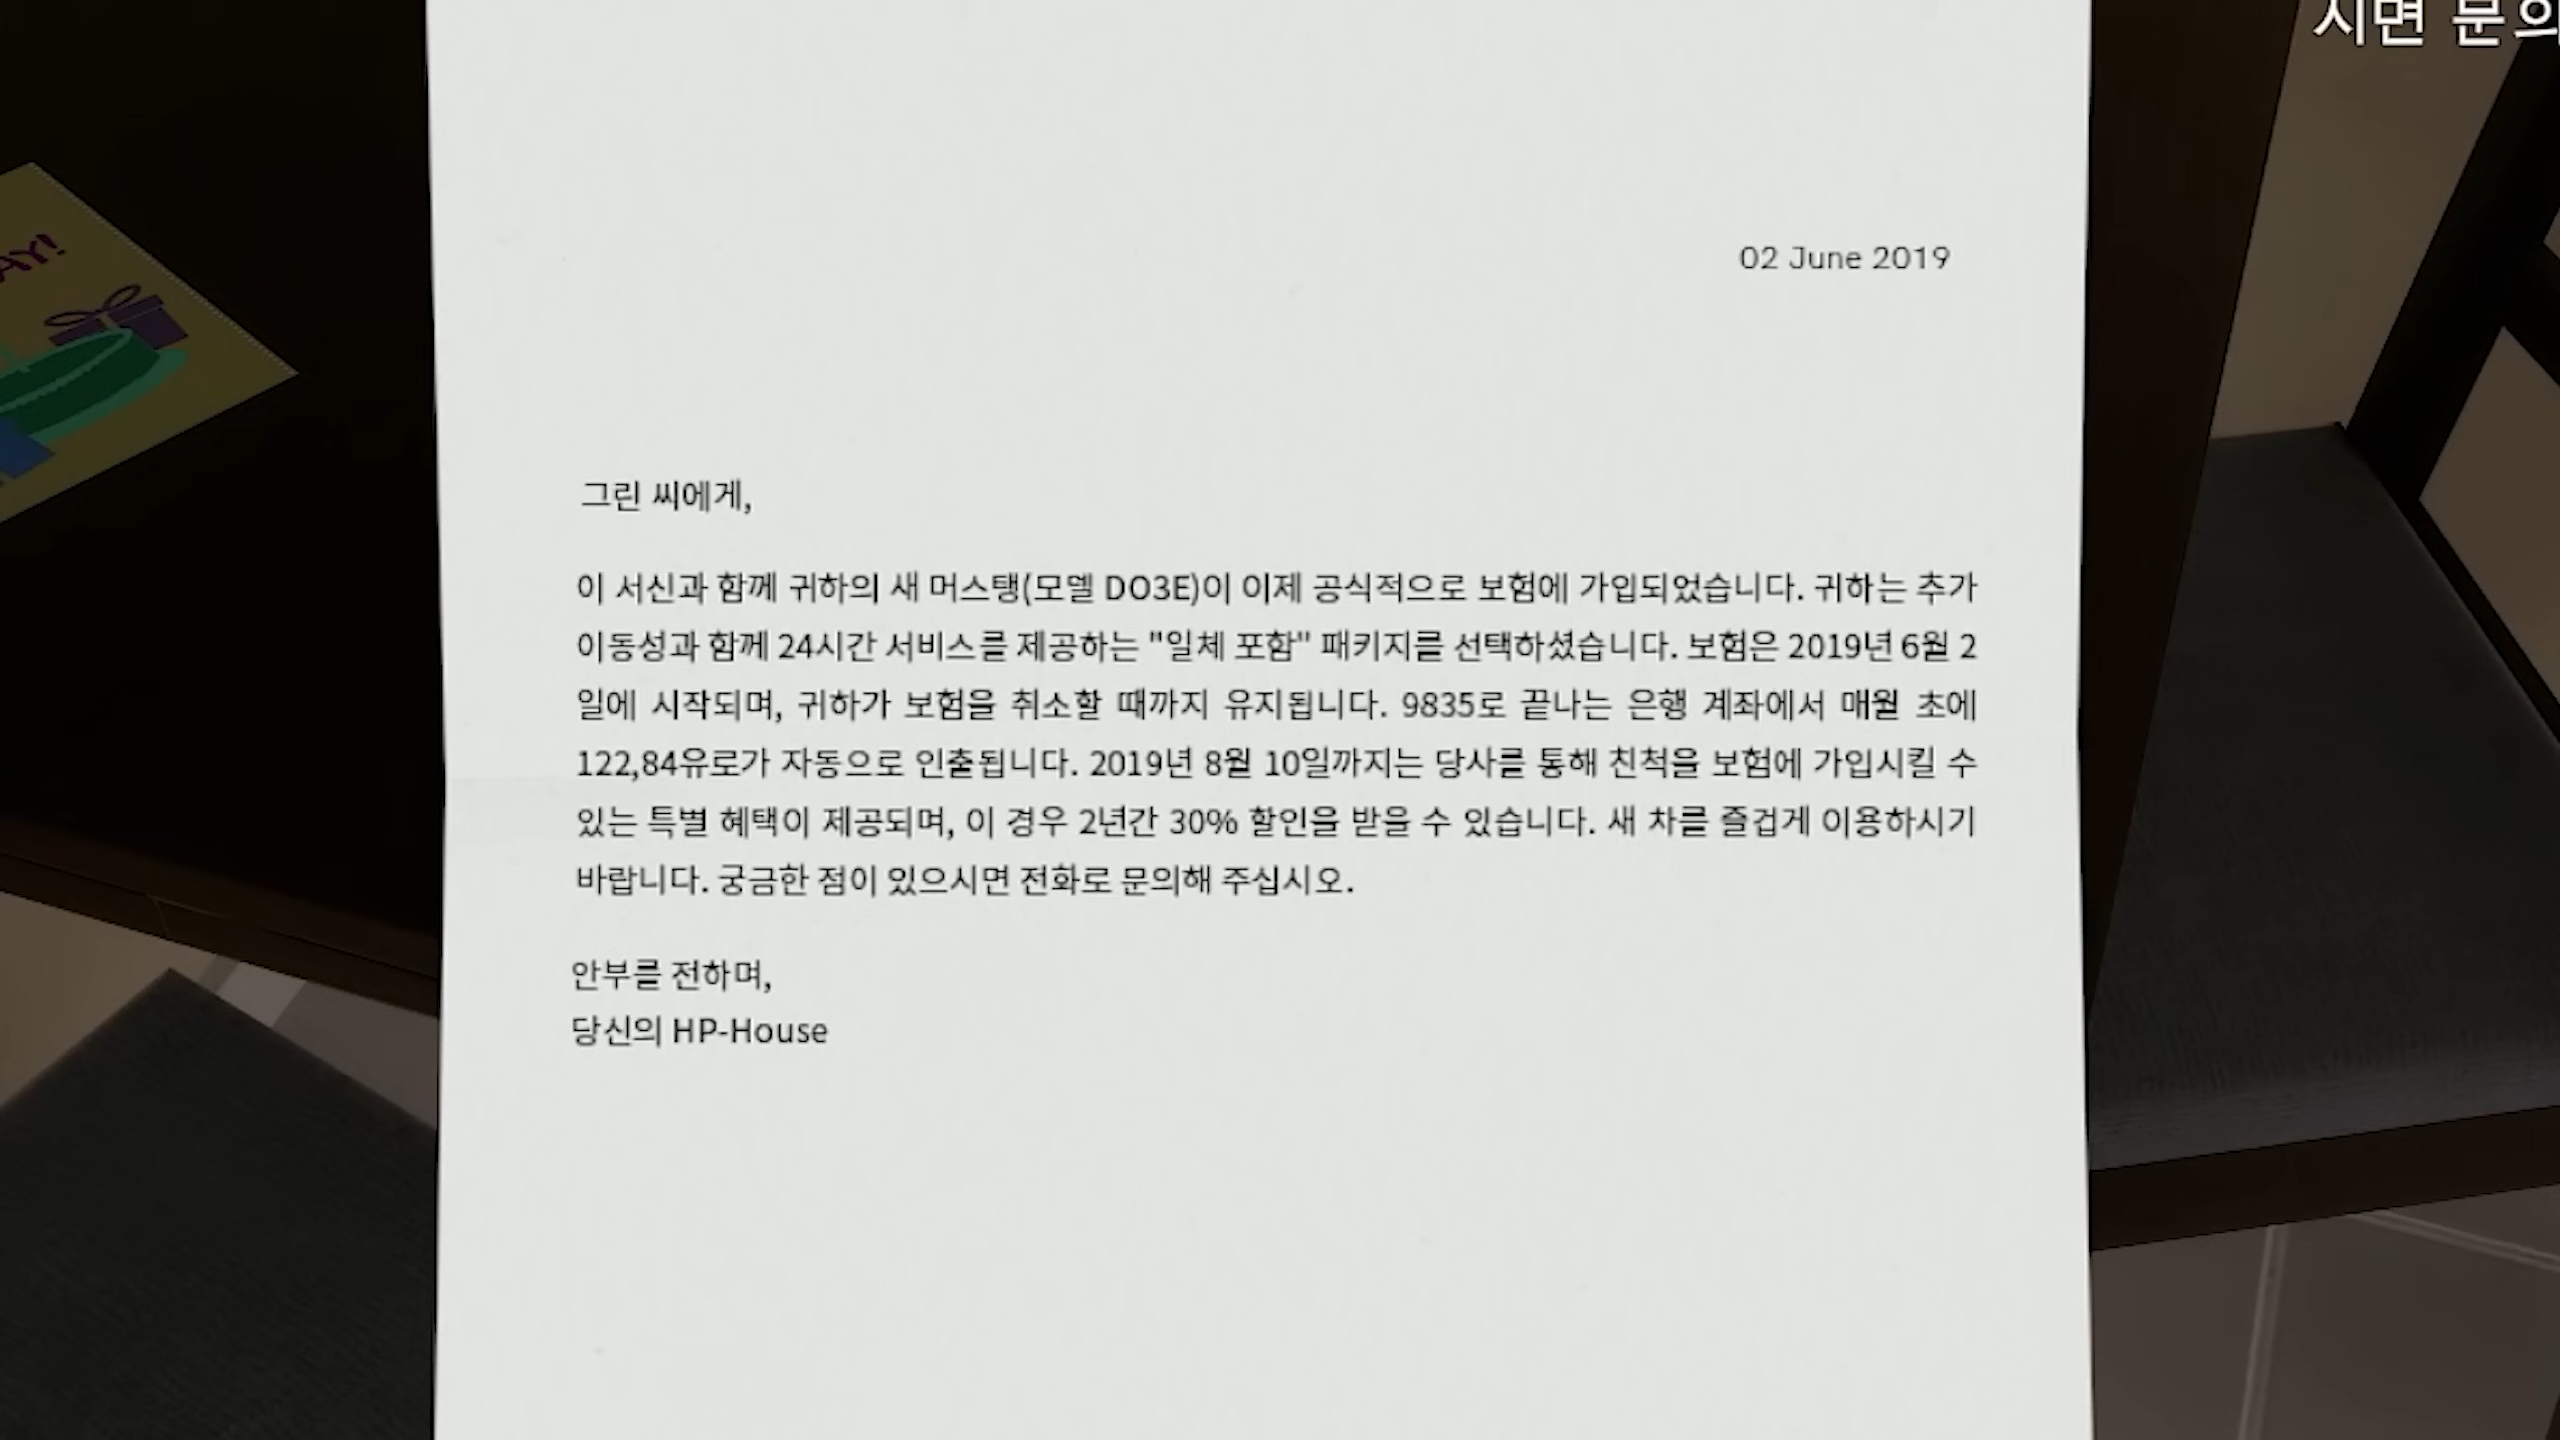 시면 문의
AY!
02 June 2019
그린 씨에게,
이 서신과 함께 귀하의 새 머스탱(모델 DO3E)이 이제 공식적으로 보험에 가입되었습니다. 귀하는 추가
이동성과 함께 24시간 서비스를 제공하는 "일체 포함" 패키지를 선택하셨습니다. 보험은 2019년 6월 2
일에 시작되며, 귀하가 보험을 취소할 때까지 유지됩니다. 9835로 끝나는 은행 계좌에서 매월 초에
122,84유로가 자동으로 인출됩니다. 2019년 8월 10일까지는 당사를 통해 친척을 보험에 가입시킬 수
있는 특별 혜택이 제공되며, 이 경우 2년간 30% 할인을 받을 수 있습니다. 새 차를 즐겁게 이용하시기
바랍니다. 궁금한 점이 있으시면 전화로 문의해 주십시오.
안부를 전하며,
당신의 HP-House